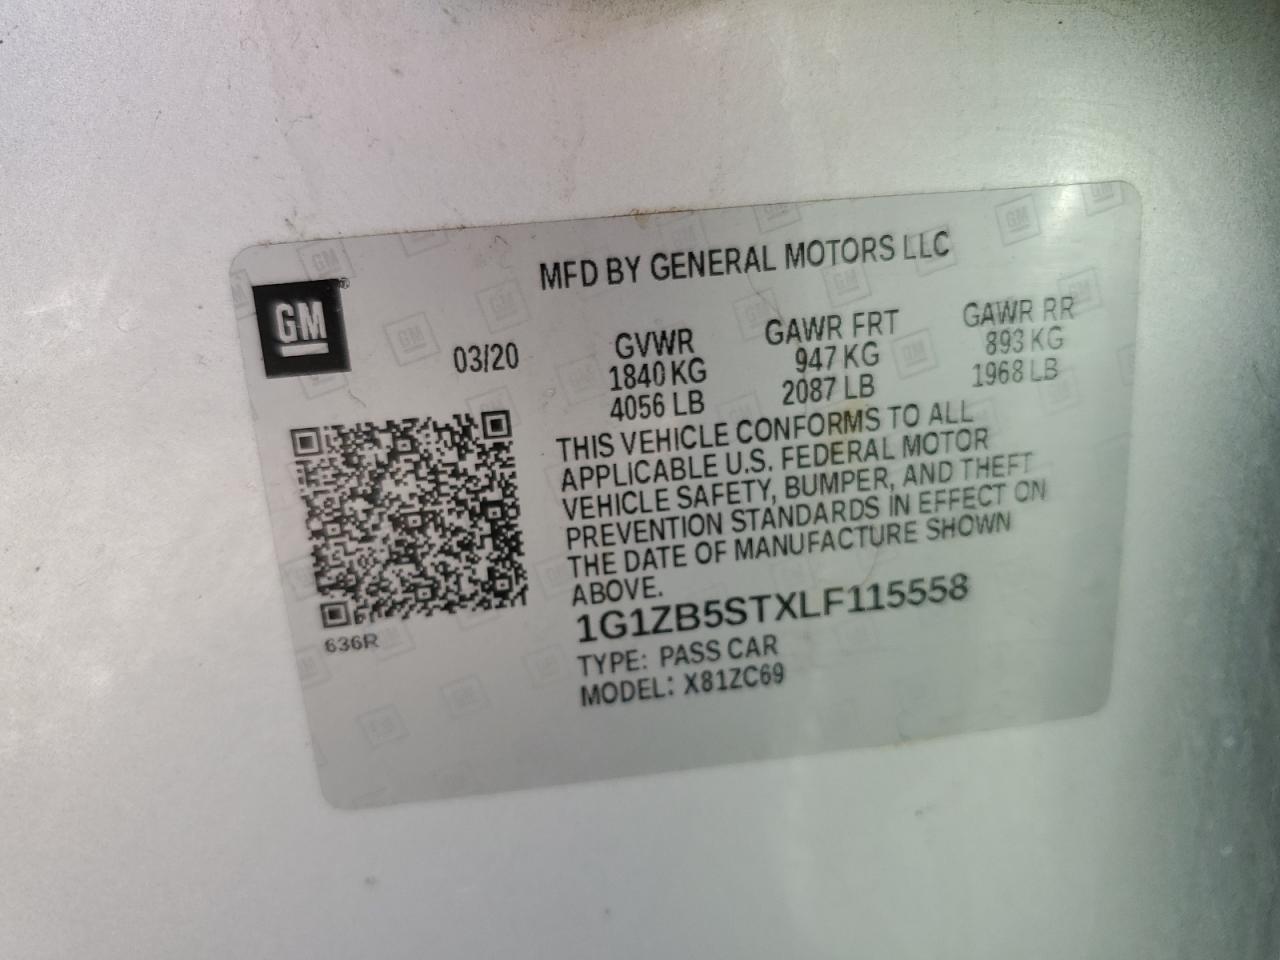 MFD BY GENERAL MOTORS LLC
GM®
03/20
GVWR
1840 KG
4056 LB
GAWR FRT
947 KG
2087 LB
GAWR RR
893 KG
1968 LB
THIS VEHICLE CONFORMS TO ALL
APPLICABLE U.S. FEDERAL MOTOR
VEHICLE SAFETY, BUMPER, AND THEFT
PREVENTION STANDARDS IN EFFECT ON
THE DATE OF MANUFACTURE SHOWN
ABOVE.
1G1ZB5STXLF115558
TYPE: PASS CAR
MODEL: X81ZC69
636R